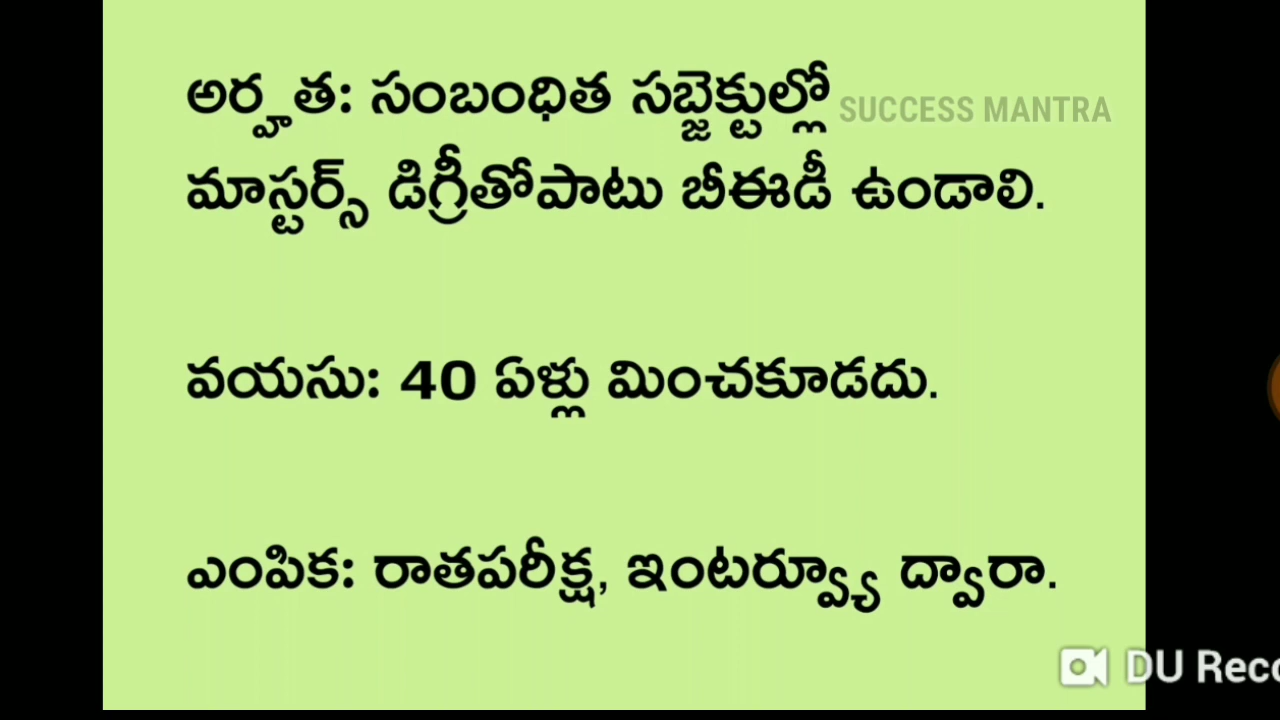 అర్హత: సంబంధిత సబ్జెక్టుల్లో SUCCESS MANTRA
మాస్టర్స్ డిగ్రీతోపాటు బీఈడీ ఉండాలి.
వయసు: 40 ఏళ్లు మించకూడదు.
ఎంపిక: రాతపరీక్ష, ఇంటర్వ్యూ ద్వారా.
DU Reco